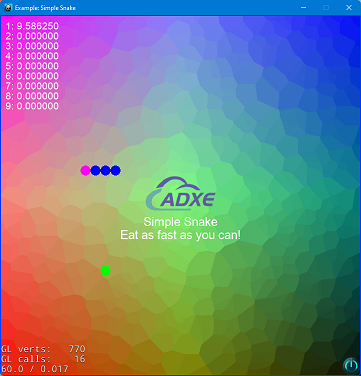 Example: Simple Snake
1: 9.586250
2: 0.000000
3: 0.000000
4: 0.000000
5: 0.000000
6: 0.000000
7: 0.000000
8: 0.000000
9: 0.000000
ADXE
Simple Snake
Eat as fast as you can!
GL verts: 770
GL calls: 16
60.0 / 0.017